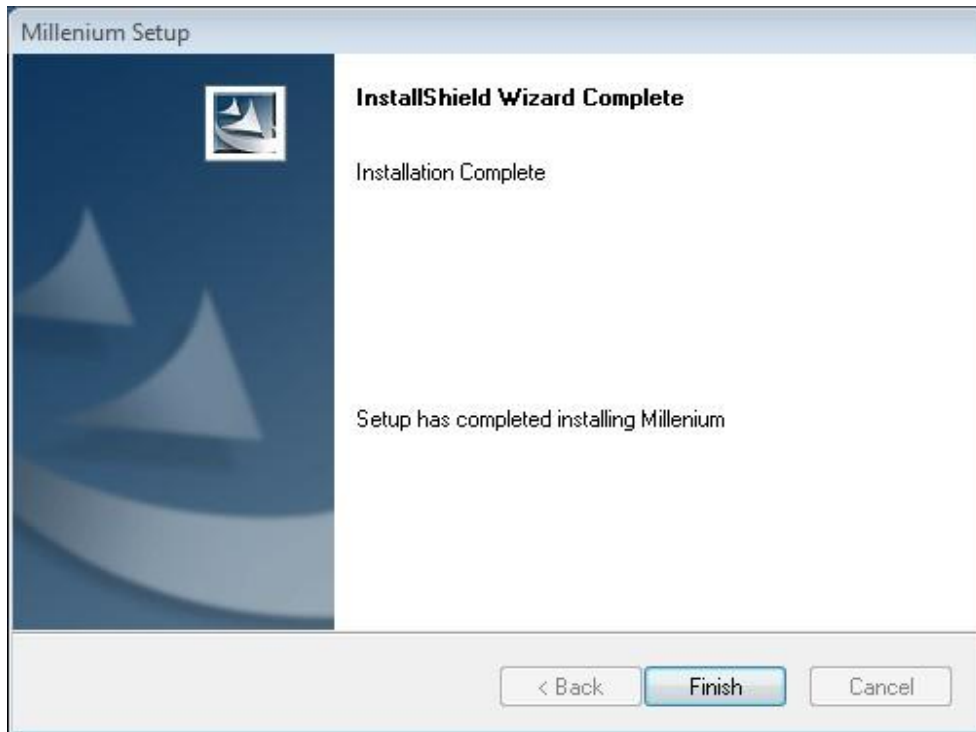 Millenium Setup
InstallShield Wizard Complete
Installation Complete
Setup has completed installing Millenium
< Back
Finish
Cancel